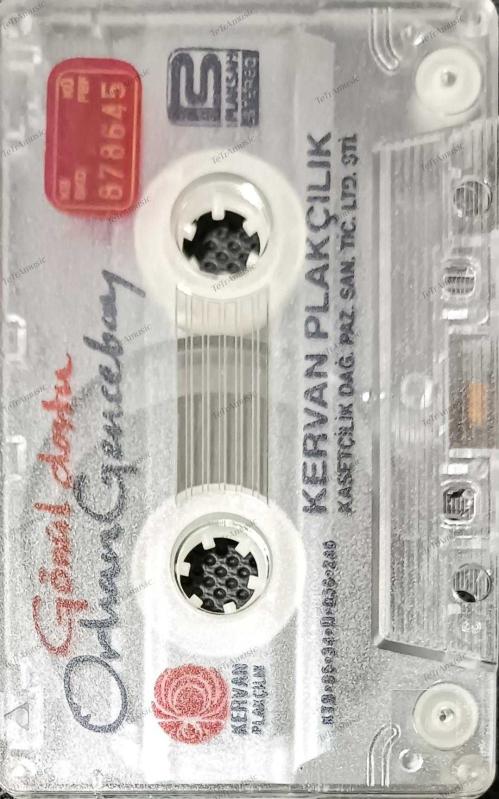 Gönül dostu
Orhan Gencebay
878645
PLAKSAN
STEREO
KERVAN
PLAKÇILIK
KERVAN PLAKÇILIK
KASETÇİLİK DAĞ. PAZ. SAN. TİC. LTD. ŞTİ.
A
TeTrAmusic